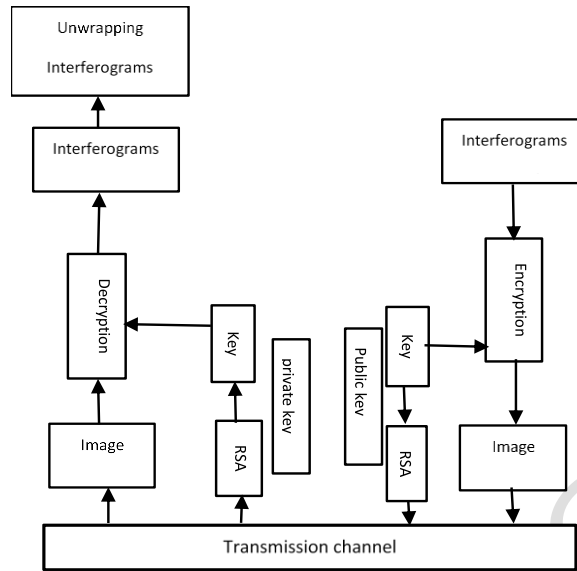 Unwrapping
Interferograms
Interferograms
Interferograms
Decryption
Encryption
Key
private kev
Public kev
Key
Image
RSA
RSA
Image
Transmission channel